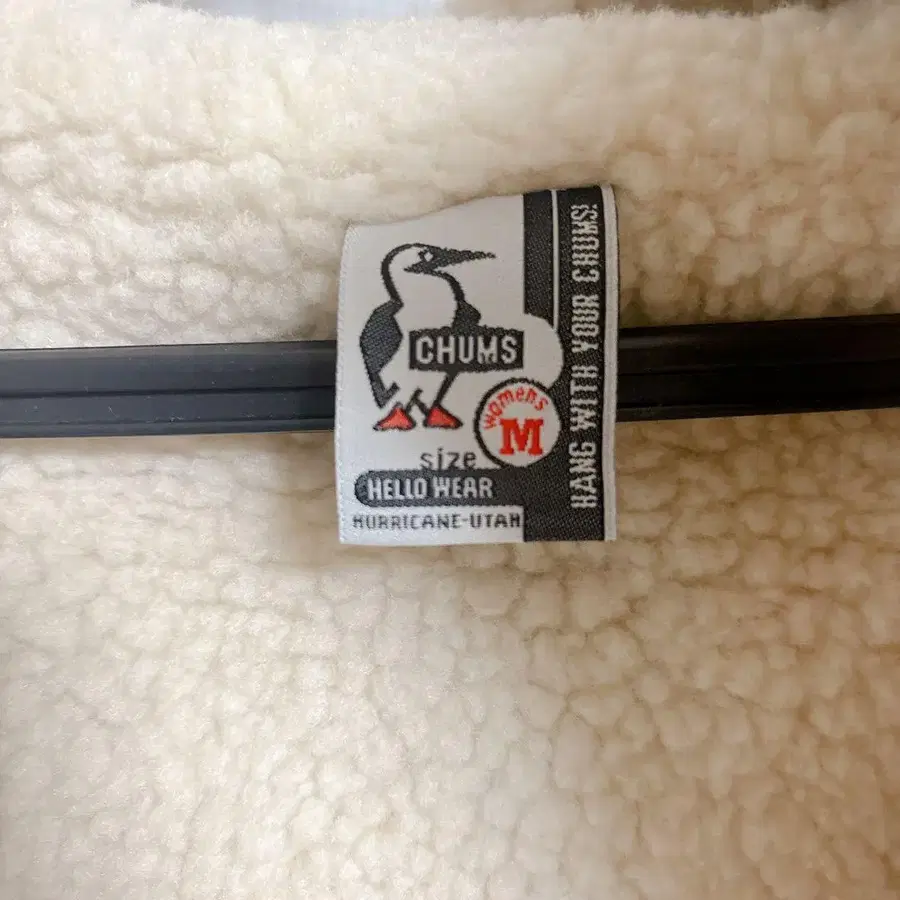 CHUMS
womens
M
size
HELLO WEAR
HURRICANE-UTAH
HANG WITH YOUR CHUMS!